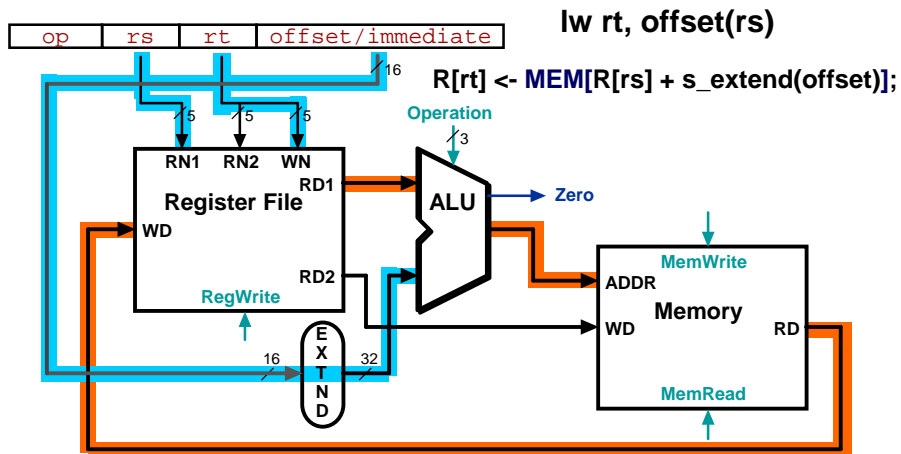 lw rt, offset(rs)
op rs rt offset/immediate
16
R[rt] <- MEM[R[rs] + s_extend(offset)];
5 5 5
Operation
3
RN1 RN2 WN
RD1
Register File
ALU
Zero
WD
MemWrite
ADDR
RD2
RegWrite
Memory
WD
RD
16
EXTND
32
MemRead